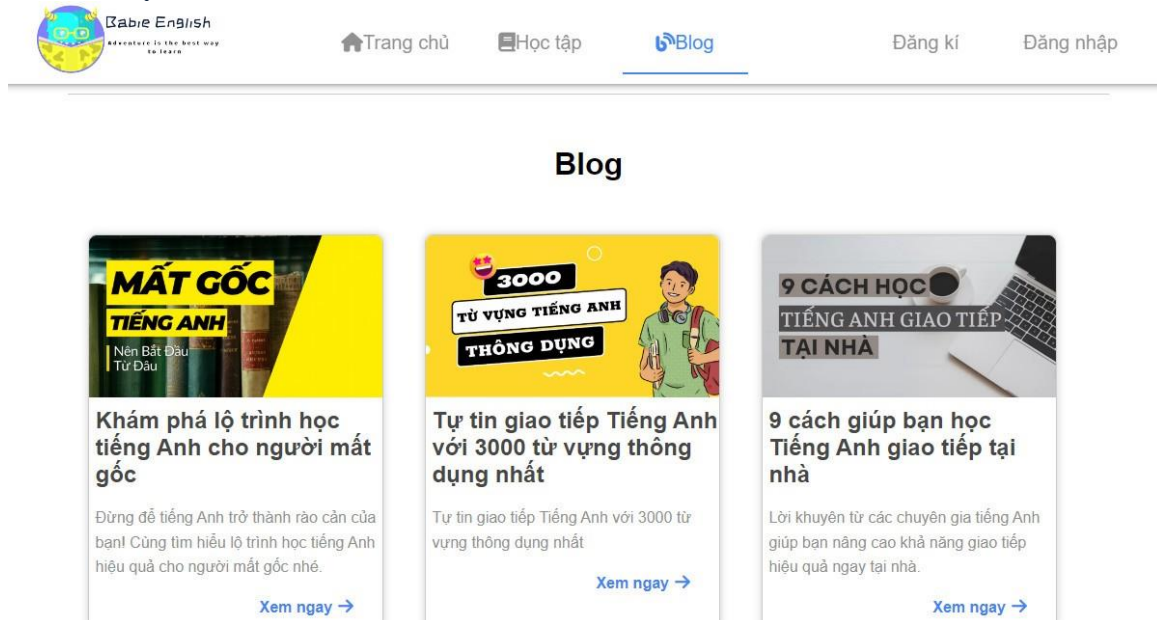 Babie English
Adventure is the best way
to learn
Trang chủ
Học tập
Blog
Đăng kí
Đăng nhập
Blog
MẤT GỐC
TIẾNG ANH
Nên Bắt Đầu
Từ Đâu
Khám phá lộ trình học
tiếng Anh cho người mất
gốc
Đừng để tiếng Anh trở thành rào cản của
bạn! Cùng tìm hiểu lộ trình học tiếng Anh
hiệu quả cho người mất gốc nhé.
Xem ngay →
3000
TỪ VỰNG TIẾNG ANH
THÔNG DỤNG
Tự tin giao tiếp Tiếng Anh
với 3000 từ vựng thông
dụng nhất
Tự tin giao tiếp Tiếng Anh với 3000 từ
vựng thông dụng nhất
Xem ngay →
9 CÁCH HỌC
TIẾNG ANH GIAO TIẾP
TẠI NHÀ
9 cách giúp bạn học
Tiếng Anh giao tiếp tại
nhà
Lời khuyên từ các chuyên gia tiếng Anh
giúp bạn nâng cao khả năng giao tiếp
hiệu quả ngay tại nhà.
Xem ngay →